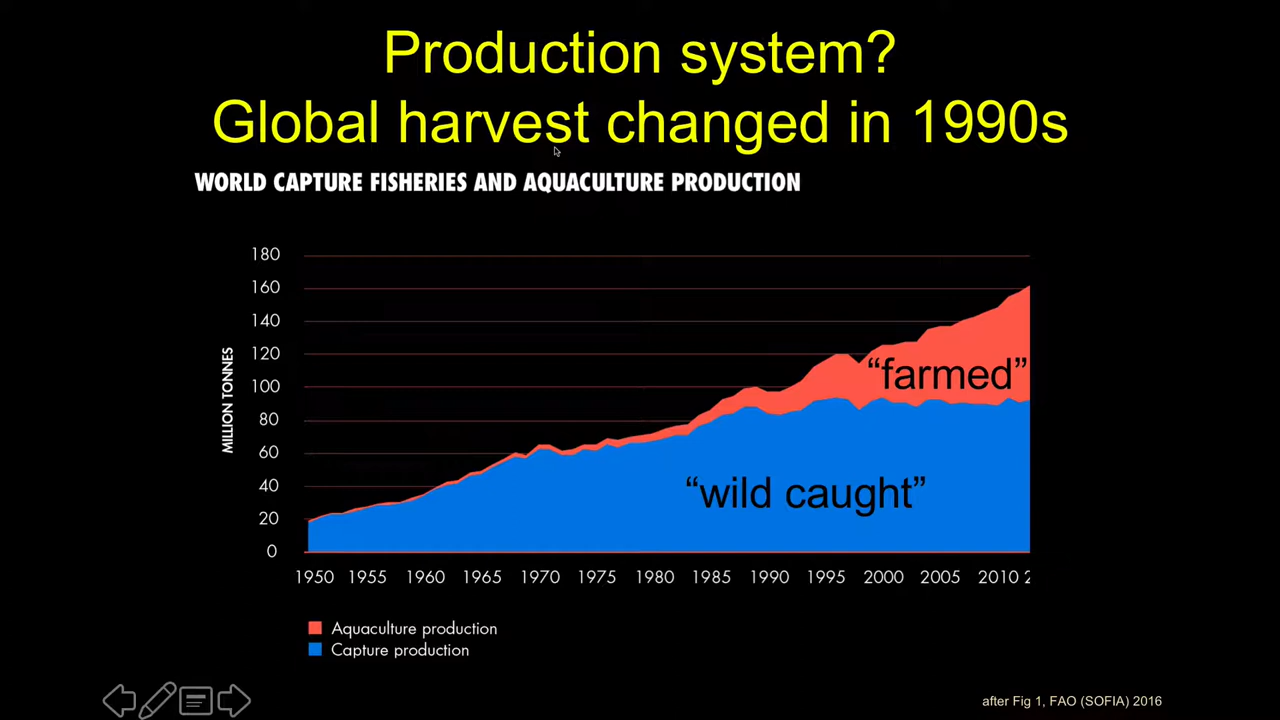 Production system?
Global harvest changed in 1990s
WORLD CAPTURE FISHERIES AND AQUACULTURE PRODUCTION
180
160
140
120
100
80
60
40
20
0
MILLION TONNES
“farmed”
“wild caught”
1950 1955 1960 1965 1970 1975 1980 1985 1990 1995 2000 2005 2010 2
Aquaculture production
Capture production
after Fig 1, FAO (SOFIA) 2016